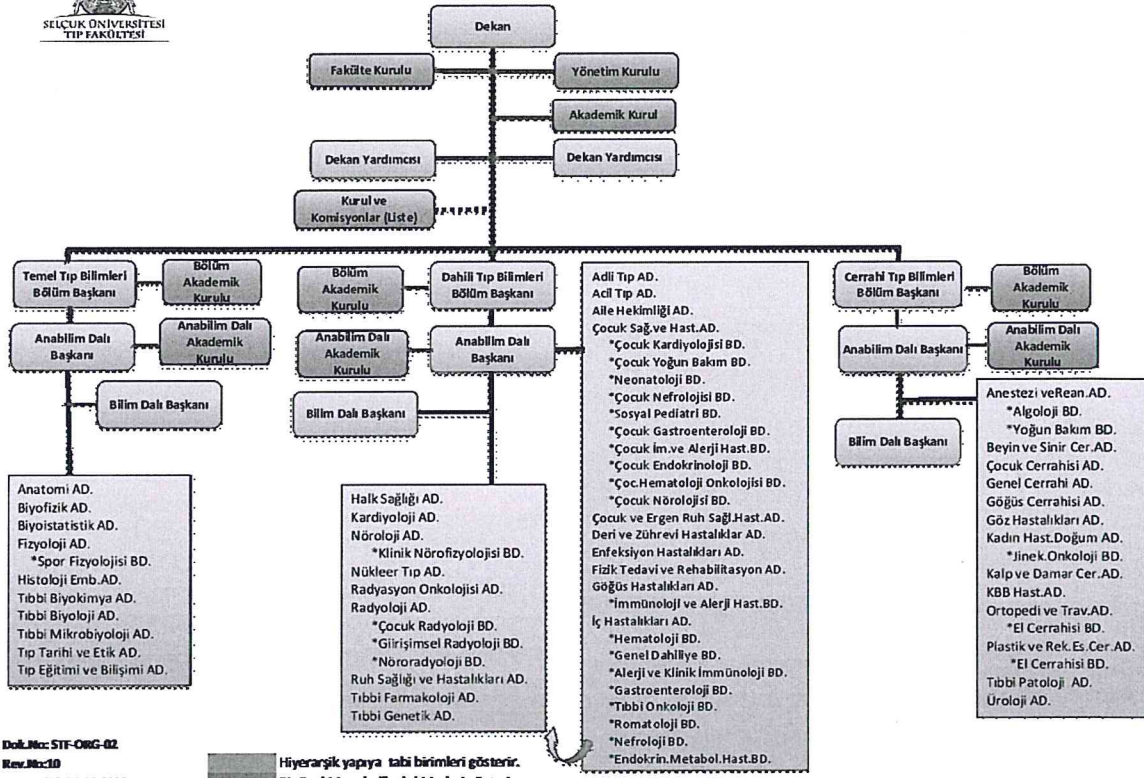 SELÇUK ÜNİVERSİTESİ
TIP FAKÜLTESİ
Dekan
Fakülte Kurulu
Yönetim Kurulu
Akademik Kurul
Dekan Yardımcısı
Dekan Yardımcısı
Kurul ve
Komisyonlar (Liste)
Temel Tıp Bilimleri
Bölüm Başkanı
Bölüm
Akademik
Kurulu
Anabilim Dalı
Başkanı
Anabilim Dalı
Akademik
Kurulu
Bilim Dalı Başkanı
Anatomi AD.
Biyofizik AD.
Biyoistatistik AD.
Fizyoloji AD.
*Spor Fizyolojisi BD.
Histoloji Emb.AD.
Tıbbi Biyokimya AD.
Tıbbi Biyoloji AD.
Tıbbi Mikrobiyoloji AD.
Tıp Tarihi ve Etik AD.
Tıp Eğitimi ve Bilişimi AD.
Bölüm
Akademik
Kurulu
Dahili Tıp Bilimleri
Bölüm Başkanı
Anabilim Dalı
Akademik
Kurulu
Anabilim Dalı
Başkanı
Bilim Dalı Başkanı
Halk Sağlığı AD.
Kardiyoloji AD.
Nöroloji AD.
*Klinik Nörofizyolojisi BD.
Nükleer Tıp AD.
Radyasyon Onkolojisi AD.
Radyoloji AD.
*Çocuk Radyoloji BD.
*Giirişimsel Radyoloji BD.
*Nöroradyoloji BD.
Ruh Sağlığı ve Hastalıkları AD.
Tıbbi Farmakoloji AD.
Tıbbi Genetik AD.
Adli Tıp AD.
Acil Tıp AD.
Aile Hekimliği AD.
Çocuk Sağ.ve Hast.AD.
*Çocuk Kardiyolojisi BD.
*Çocuk Yoğun Bakım BD.
*Neonatoloji BD.
*Çocuk Nefrolojisi BD.
*Sosyal Pediatri BD.
*Çocuk Gastroenteroloji BD.
*Çocuk İm.ve Alerji Hast.BD.
*Çocuk Endokrinoloji BD.
*Çoc.Hematoloji Onkolojisi BD.
*Çocuk Nörolojisi BD.
Çocuk ve Ergen Ruh Sağl.Hast.AD.
Deri ve Zührevi Hastalıklar AD.
Enfeksiyon Hastalıkları AD.
Fizik Tedavi ve Rehabilitasyon AD.
Göğüs Hastalıkları AD.
*İmmünoloji ve Alerji Hast.BD.
İç Hastalıkları AD.
*Hematoloji BD.
*Genel Dahiliye BD.
*Alerji ve Klinik İmmünoloji BD.
*Gastroenteroloji BD.
*Tıbbi Onkoloji BD.
*Romatoloji BD.
*Nefroloji BD.
*Endokrin.Metabol.Hast.BD.
Cerrahi Tıp Bilimleri
Bölüm Başkanı
Bölüm
Akademik
Kurulu
Anabilim Dalı Başkanı
Anabilim Dalı
Akademik
Kurulu
Bilim Dalı Başkanı
Anestezi veRean.AD.
*Algoloji BD.
*Yoğun Bakım BD.
Beyin ve Sinir Cer.AD.
Çocuk Cerrahisi AD.
Genel Cerrahi AD.
Göğüs Cerrahisi AD.
Göz Hastalıkları AD.
Kadın Hast.Doğum AD.
*Jinek.Onkoloji BD.
Kalp ve Damar Cer.AD.
KBB Hast.AD.
Ortopedi ve Trav.AD.
*El Cerrahisi BD.
Plastik ve Rek.Es.Cer.AD.
*El Cerrahisi BD.
Tıbbi Patoloji AD.
Üroloji AD.
Dok.No: STF-ORG-02
Rev.No:10
Hiyerarşik yapıya tabi birimleri gösterir.